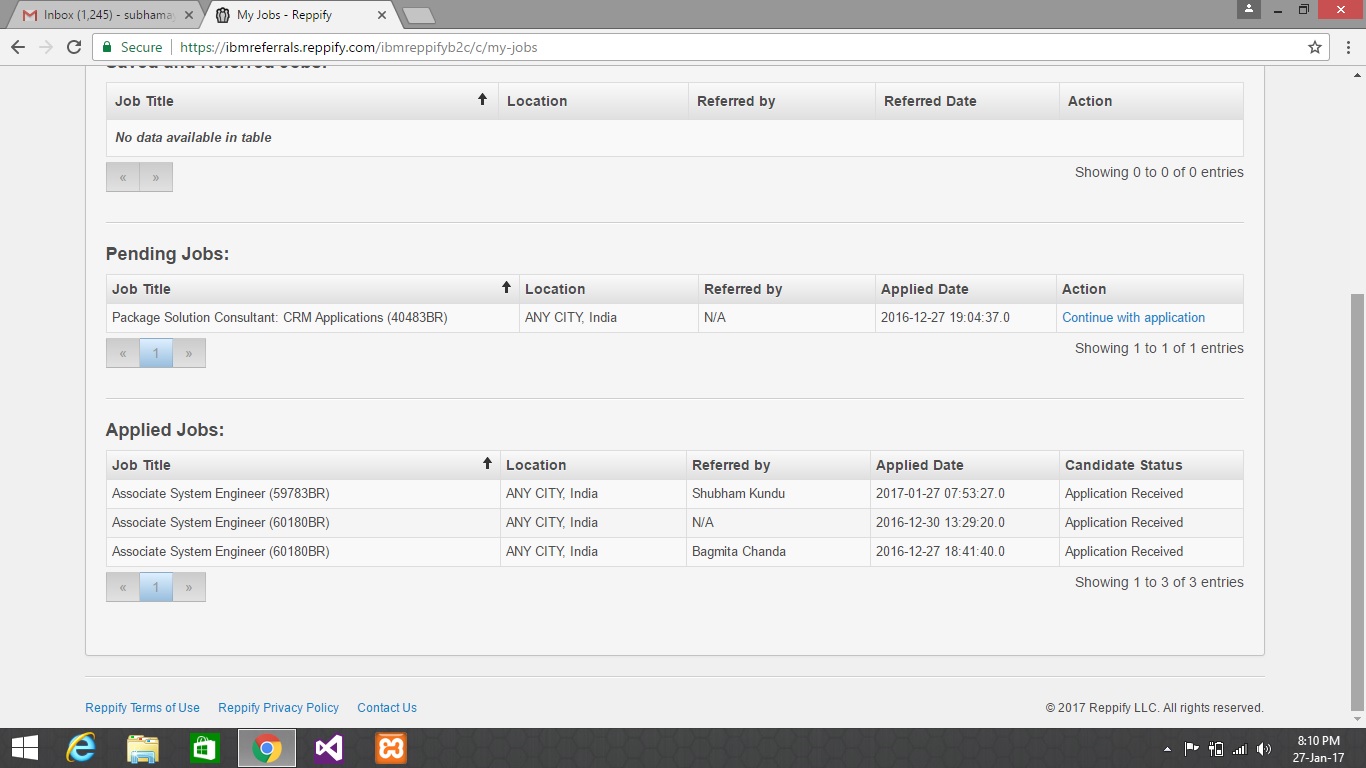 Inbox (1,245) - subhama
My Jobs - Reppify
Secure https://ibmreferrals.reppify.com/ibmreppifyb2c/c/my-jobs
Saved and Referred Jobs:
Job Title Location Referred by Referred Date Action
No data available in table
« »
Showing 0 to 0 of 0 entries
Pending Jobs:
Job Title Location Referred by Applied Date Action
Package Solution Consultant: CRM Applications (40483BR) ANY CITY, India N/A 2016-12-27 19:04:37.0 Continue with application
« 1 »
Showing 1 to 1 of 1 entries
Applied Jobs:
Job Title Location Referred by Applied Date Candidate Status
Associate System Engineer (59783BR) ANY CITY, India Shubham Kundu 2017-01-27 07:53:27.0 Application Received
Associate System Engineer (60180BR) ANY CITY, India N/A 2016-12-30 13:29:20.0 Application Received
Associate System Engineer (60180BR) ANY CITY, India Bagmita Chanda 2016-12-27 18:41:40.0 Application Received
« 1 »
Showing 1 to 3 of 3 entries
Reppify Terms of Use Reppify Privacy Policy Contact Us
© 2017 Reppify LLC. All rights reserved.
8:10 PM
27-Jan-17